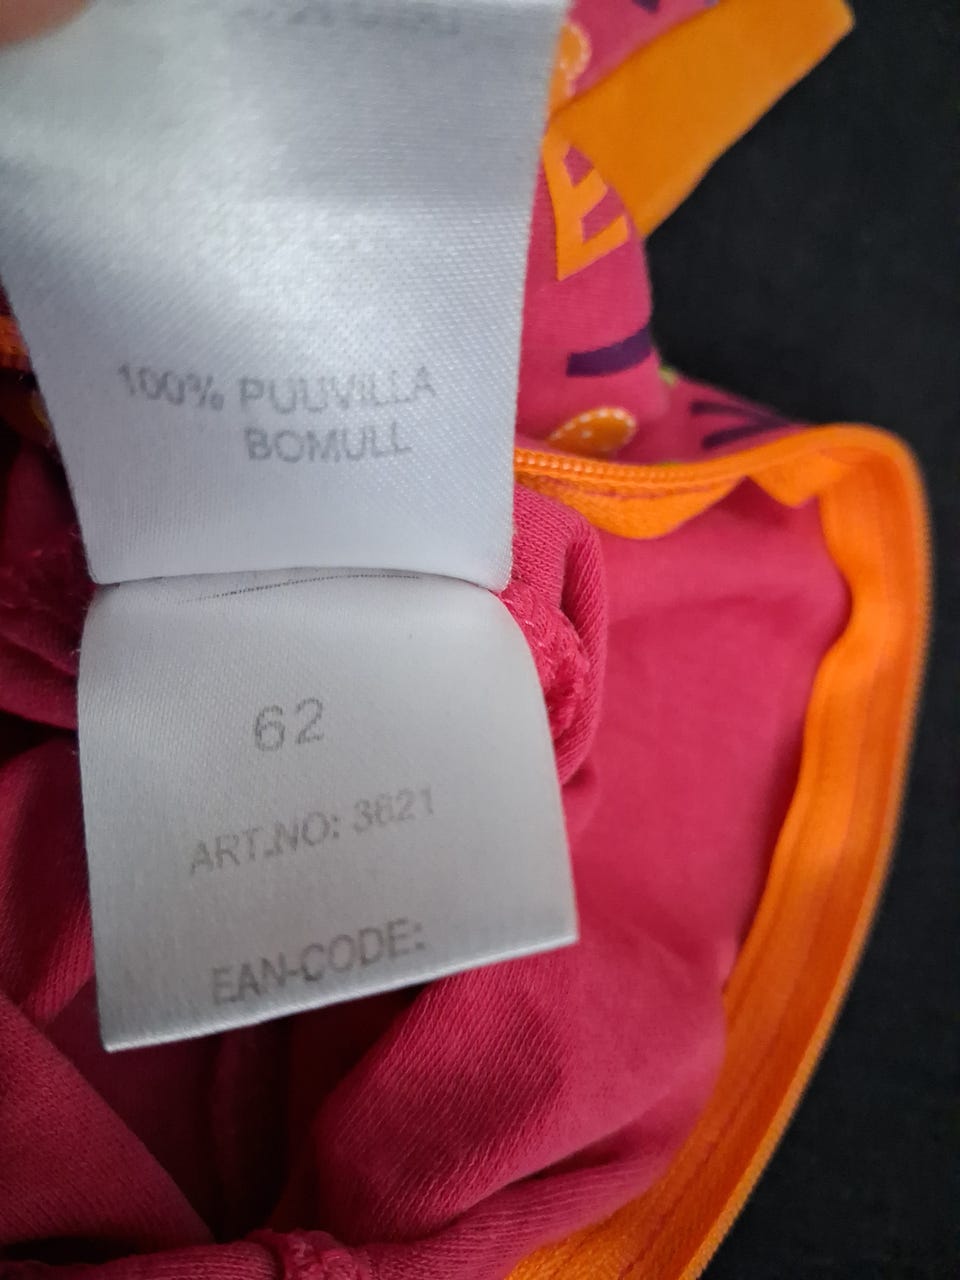 100% PUUVILLA
BOMULL
62
ART.NO: 3621
EAN-CODE: